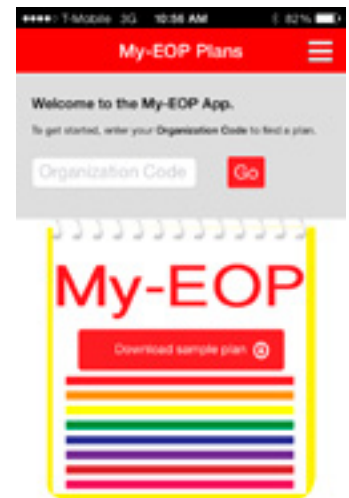 T-Mobile 3G 10:56 AM 82%
My-EOP Plans
Welcome to the My-EOP App.
To get started, enter your Organization Code to find a plan.
Organization Code Go
My-EOP
Download sample plan